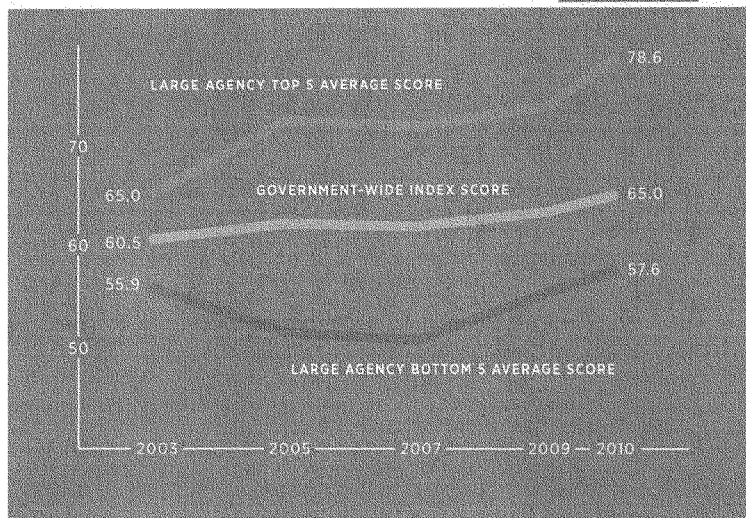 78.6
LARGE AGENCY TOP 5 AVERAGE SCORE
70
65.0
GOVERNMENT-WIDE INDEX SCORE
65.0
60
60.5
55.9
57.6
50
LARGE AGENCY BOTTOM 5 AVERAGE SCORE
2003 2005 2007 2009 2010